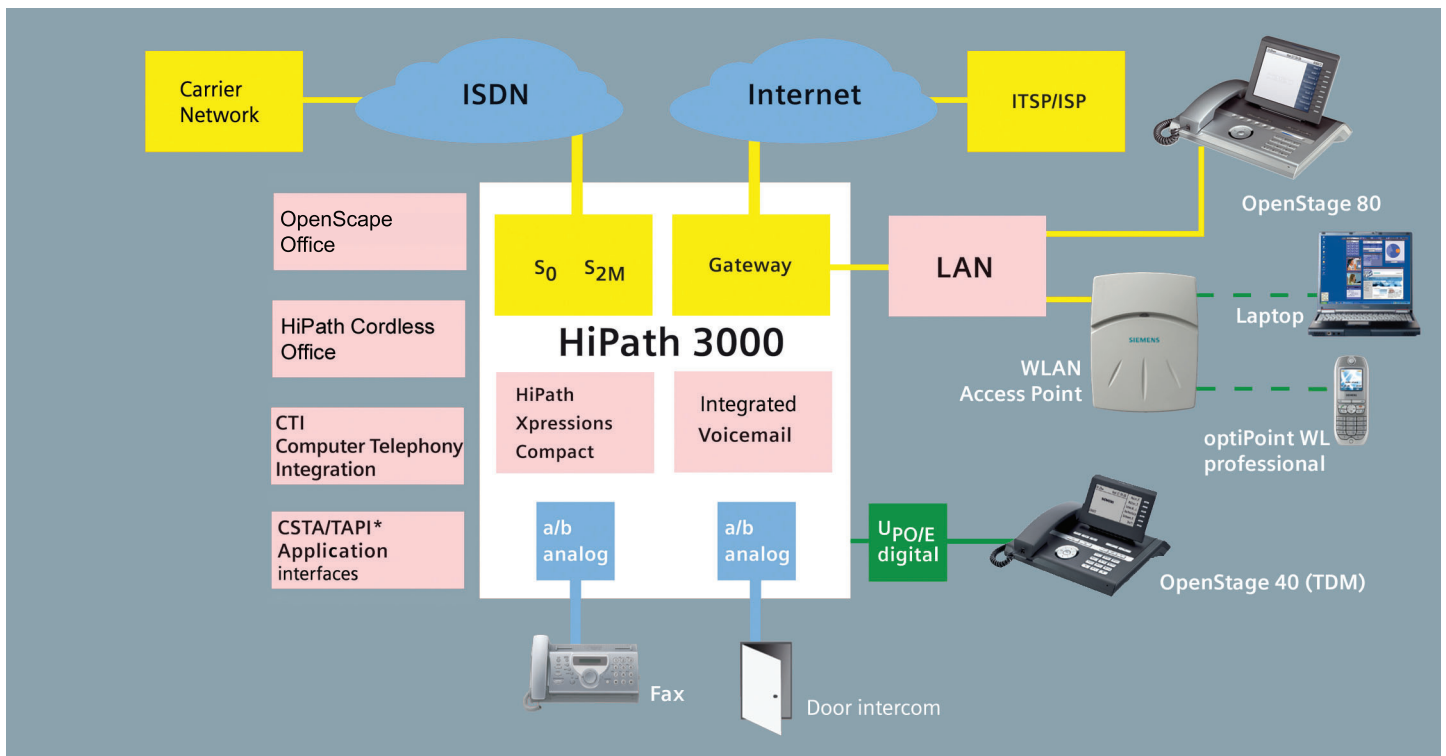 Carrier
Network
ISDN
Internet
ITSP/ISP
OpenStage 80
OpenScape
Office
S0 S2M
Gateway
LAN
HiPath Cordless
Office
HiPath 3000
SIEMENS
Laptop
WLAN
Access Point
HiPath
Xpressions
Compact
Integrated
Voicemail
CTI
Computer Telephony
Integration
optiPoint WL
professional
CSTA/TAPI*
Application
interfaces
a/b
analog
a/b
analog
UPO/E
digital
OpenStage 40 (TDM)
Fax
Door intercom